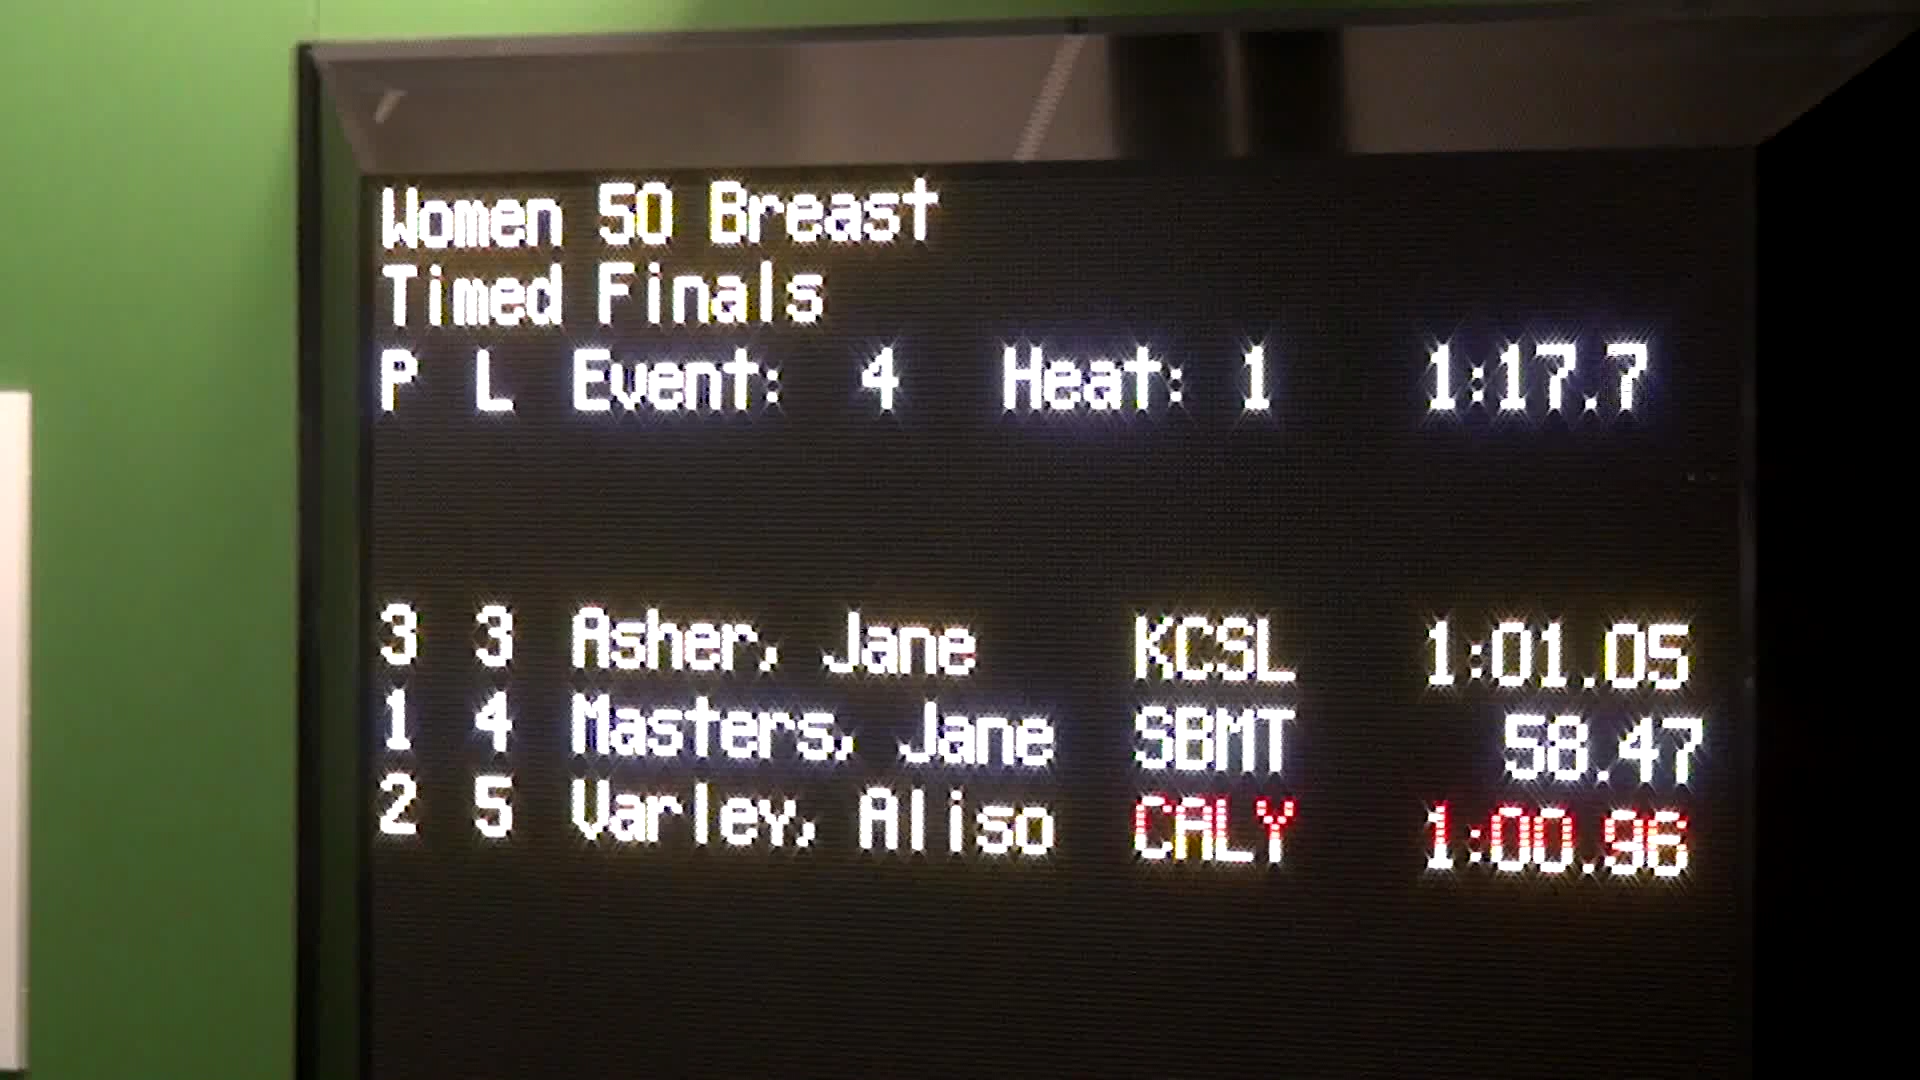 Women 50 Breast
Timed Finals
P L Event: 4 Heat: 1 1:17.7
3 3 Asher, Jane KCSL 1:01.05
1 4 Masters, Jane SBMT 58.47
2 5 Varley, Aliso CALY 1:00.96